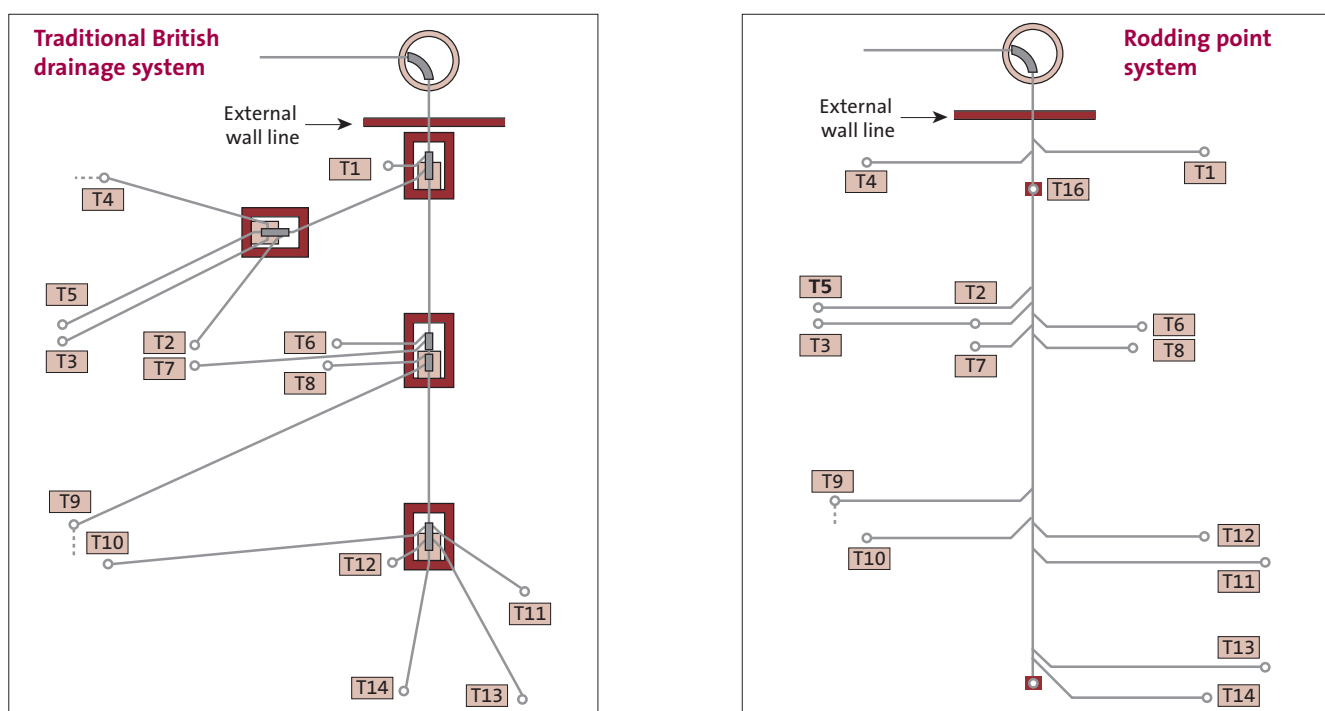 Traditional British
drainage system
External
wall line
T1
T4
T5
T3
T2
T7
T6
T8
T9
T10
T12
T11
T14
T13
Rodding point
system
External
wall line
T4
T1
T16
T5
T2
T3
T7
T6
T8
T9
T10
T12
T11
T13
T14